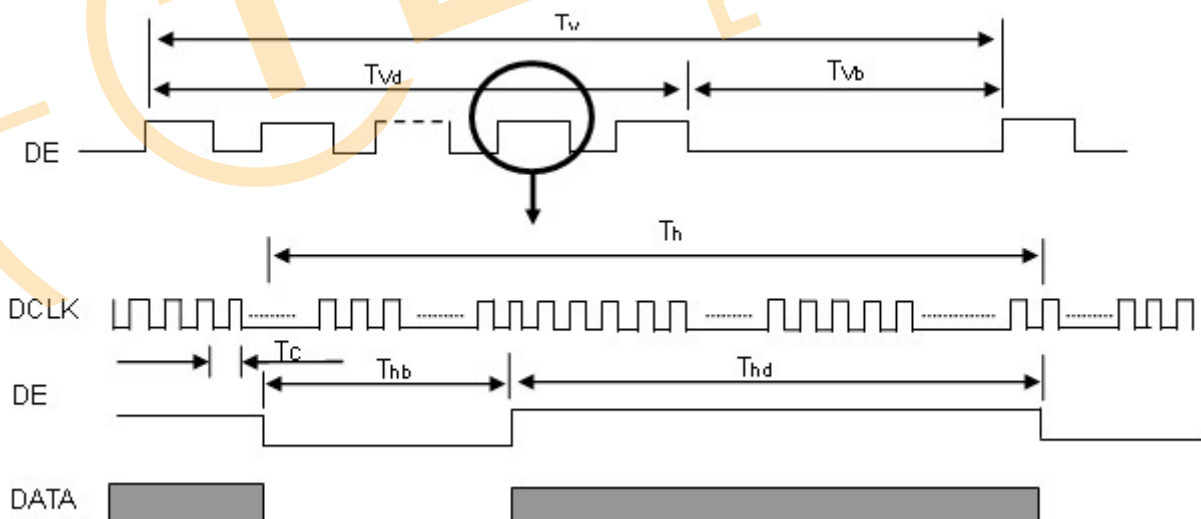 Tv
Tvd
Tvb
DE
Th
DCLK
Tc
Thb
Thd
DE
DATA